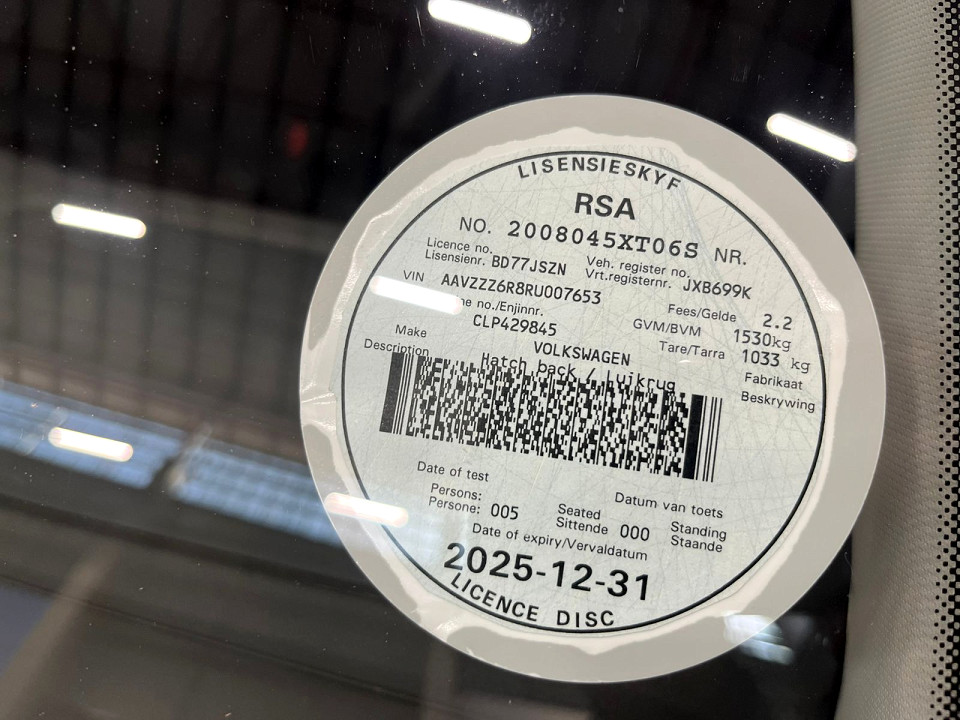 LISENSIESKYF
RSA
NO. 2008045XT06S NR.
Licence no. Veh. register no.
Lisensienr. BD77JSZN Vrt.registernr. JXB699K
VIN AAVZZZ6R8RU007653 Fees/Gelde 2.2
ne no./Enjinnr. GVM/BVM 1530kg
CLP429845 Tare/Tarra 1033 kg
Make VOLKSWAGEN Fabrikaat
Description Hatch back / Luikrug Beskrywing
Date of test Datum van toets
Persons: Seated Standing
Persone: 005 Sittende 000 Staande
Date of expiry/Vervaldatum
2025-12-31
LICENCE DISC